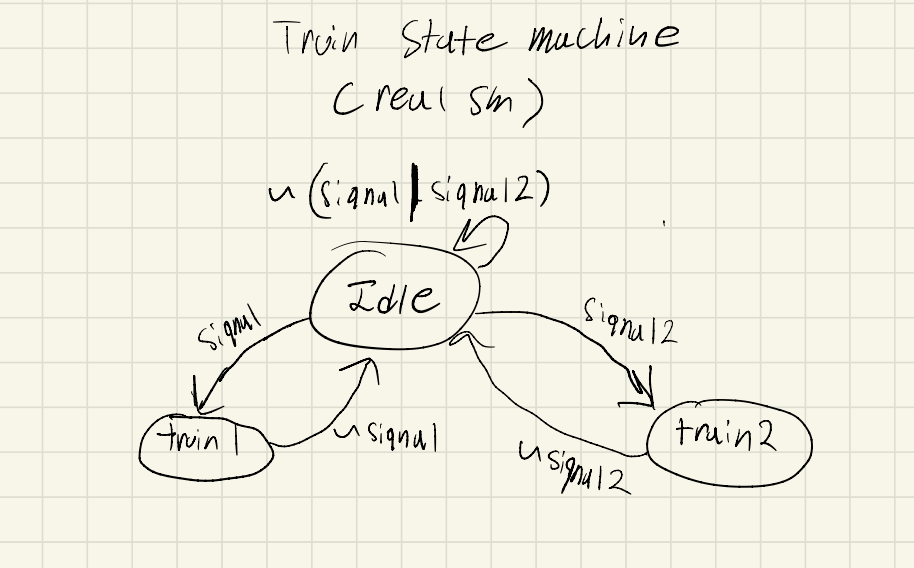 Train State machine
(real sm)
~(signal|signal2)
Idle
signal
signal2
train1
~signal
train2
~signal2